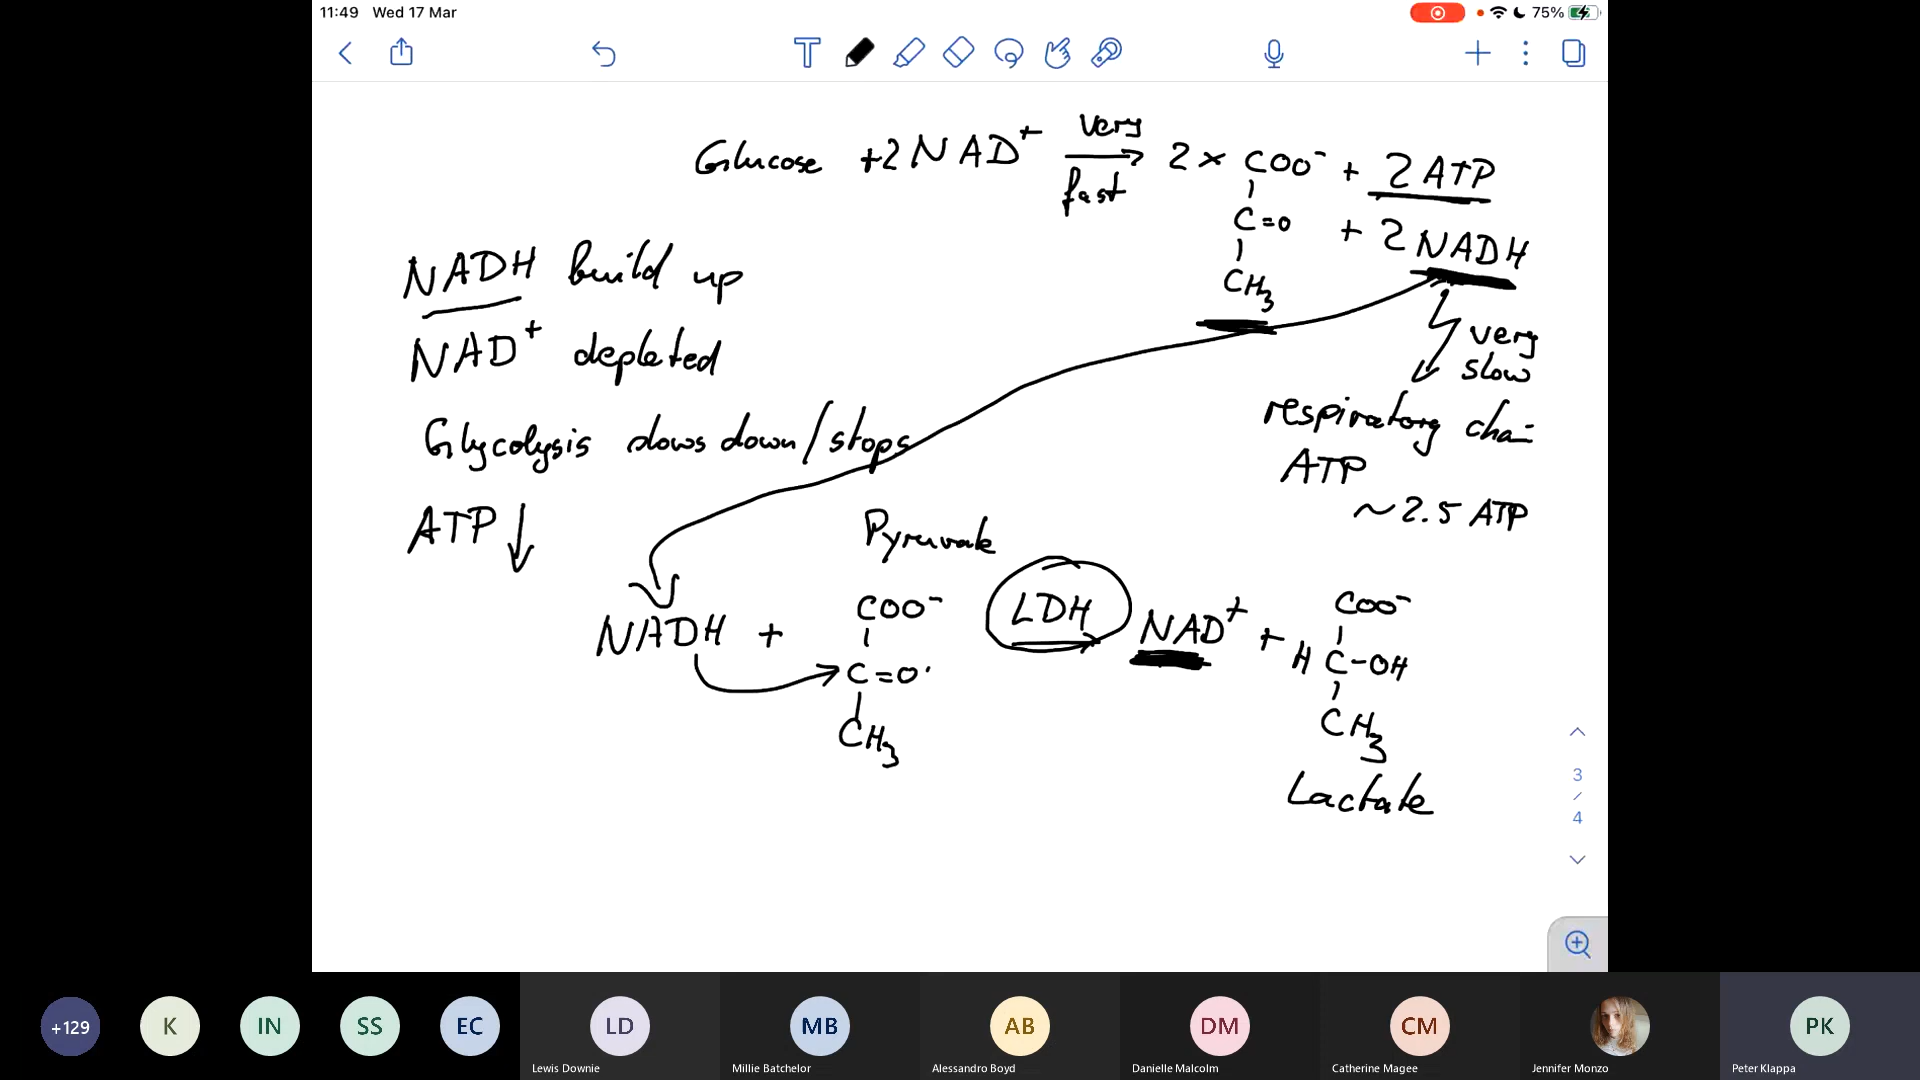 11:49 Wed 17 Mar
75%
Glucose +2 NAD⁺ very fast → 2 × COO⁻ + 2 ATP
C=O + 2 NADH
CH₃
NADH build up
very slow
NAD⁺ depleted
respiratory chai
Glycolysis slows down/stops
ATP
~2.5 ATP
ATP ↓
Pyruvate
NADH + COO⁻ LDH NAD⁺ + COO⁻
C=O H C-OH
CH₃ CH₃
Lactate
3
/
4
+129 K IN SS EC LD MB AB DM CM PK
Lewis Downie Millie Batchelor Alessandro Boyd Danielle Malcolm Catherine Magee Jennifer Monzo Peter Klappa